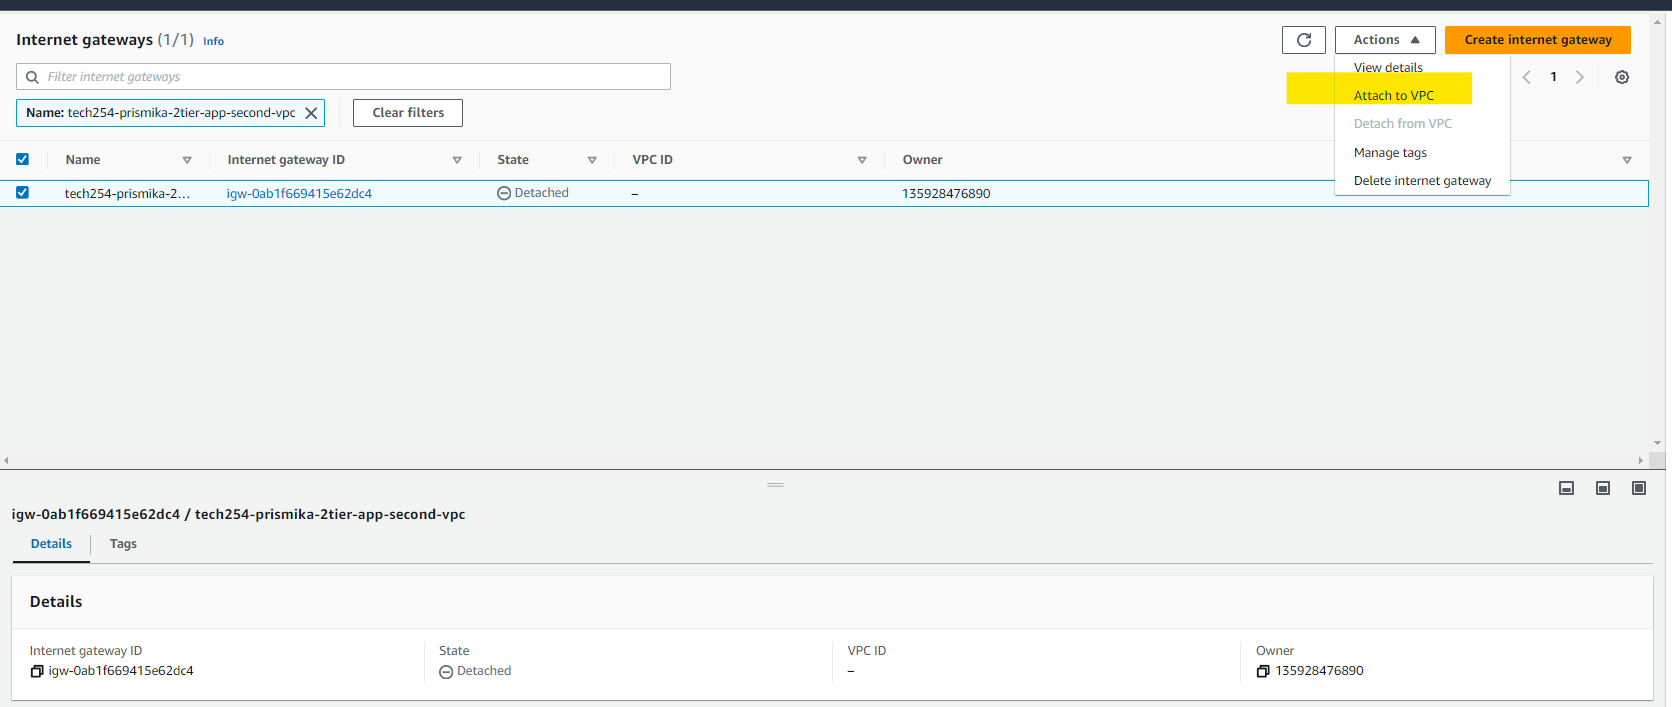 Internet gateways (1/1) Info
Actions
Create internet gateway
Filter internet gateways
View details
1
Attach to VPC
Name: tech254-prismika-2tier-app-second-vpc
Clear filters
Detach from VPC
Manage tags
Delete internet gateway
Name Internet gateway ID State VPC ID Owner
tech254-prismika-2... igw-0ab1f669415e62dc4 Detached – 135928476890
igw-0ab1f669415e62dc4 / tech254-prismika-2tier-app-second-vpc
Details Tags
Details
Internet gateway ID State VPC ID Owner
igw-0ab1f669415e62dc4 Detached – 135928476890